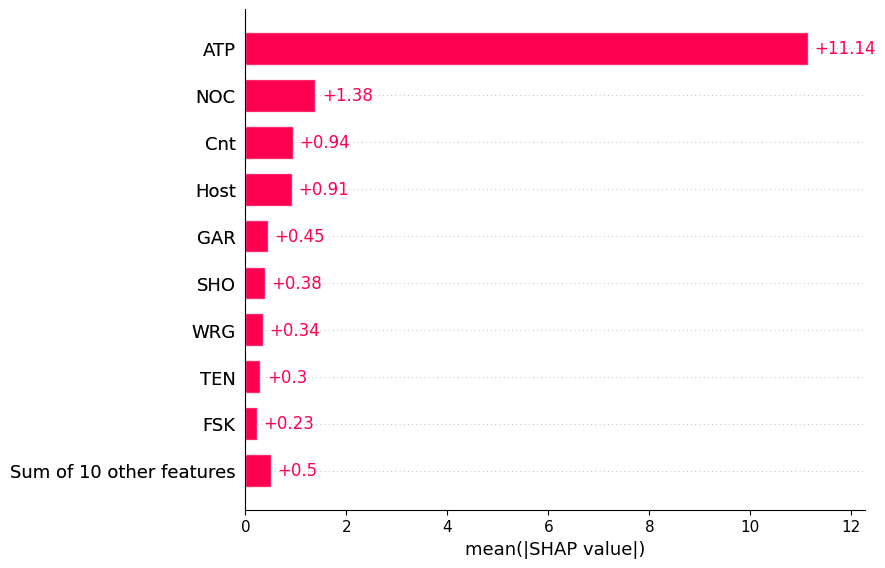 ATP +11.14
NOC +1.38
Cnt +0.94
Host +0.91
GAR +0.45
SHO +0.38
WRG +0.34
TEN +0.3
FSK +0.23
Sum of 10 other features +0.5
0 2 4 6 8 10 12
mean(|SHAP value|)